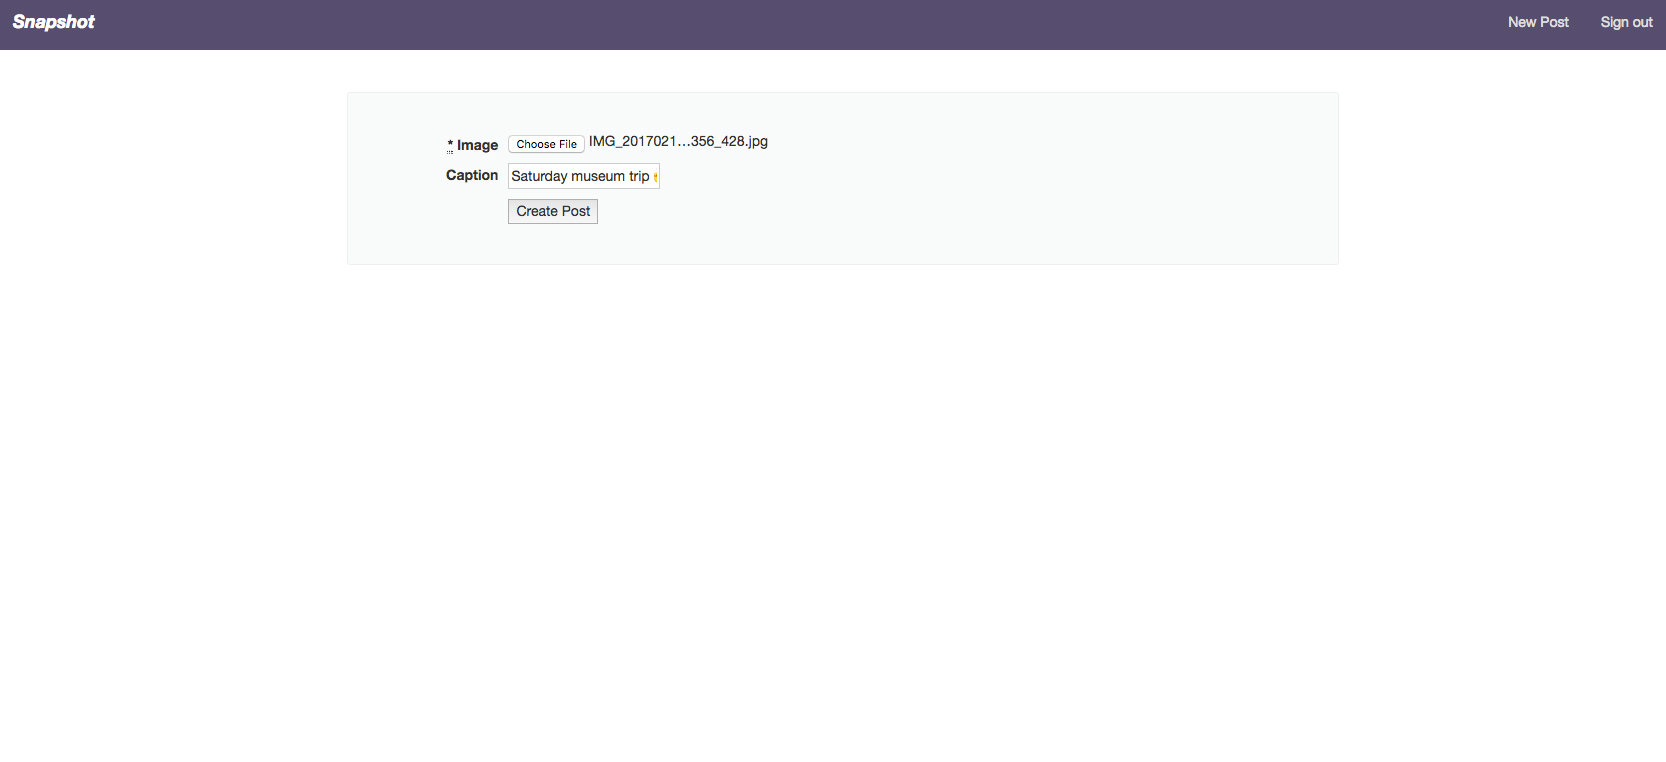 Snapshot
New Post
Sign out
* Image
Choose File
IMG_2017021...356_428.jpg
Caption
Saturday museum trip
Create Post